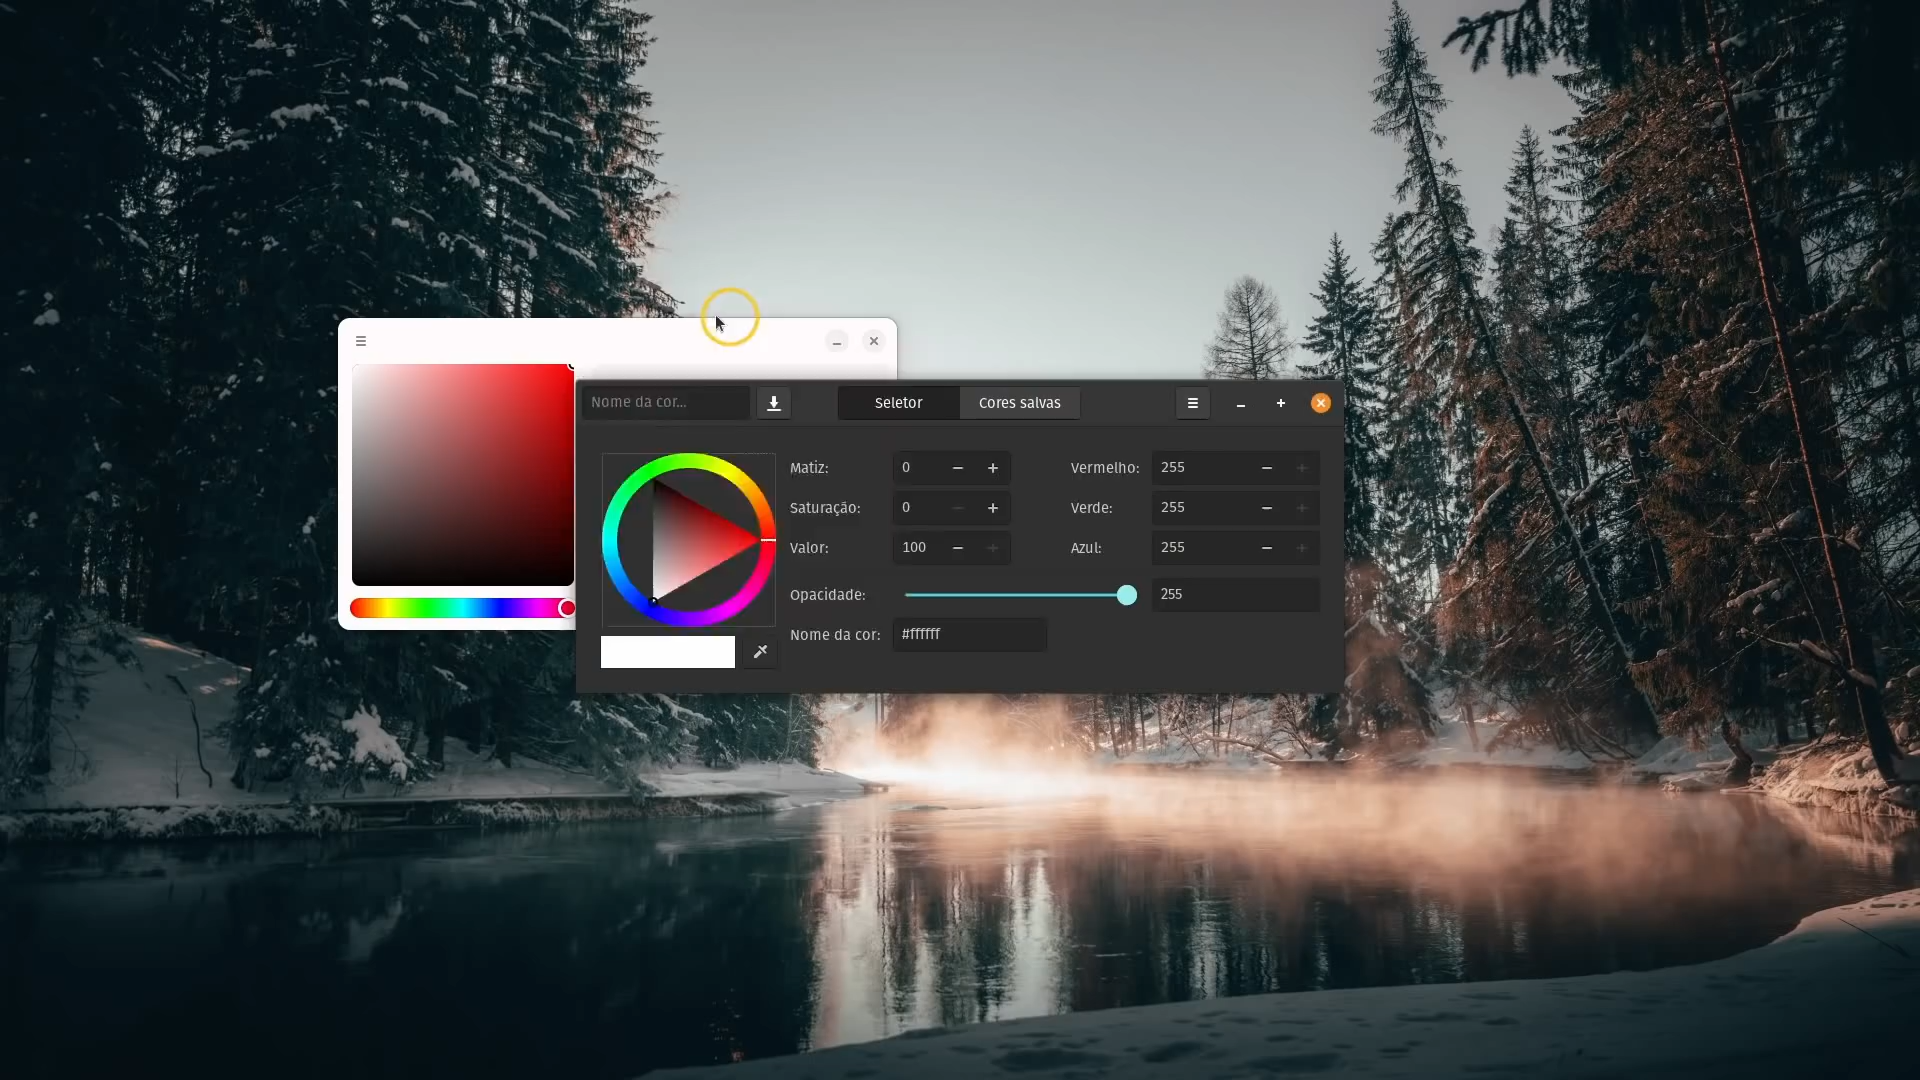 Nome da cor...
Seletor
Cores salvas
Matiz: 0
Vermelho: 255
Saturação: 0
Verde: 255
Valor: 100
Azul: 255
Opacidade: 255
Nome da cor: #ffffff